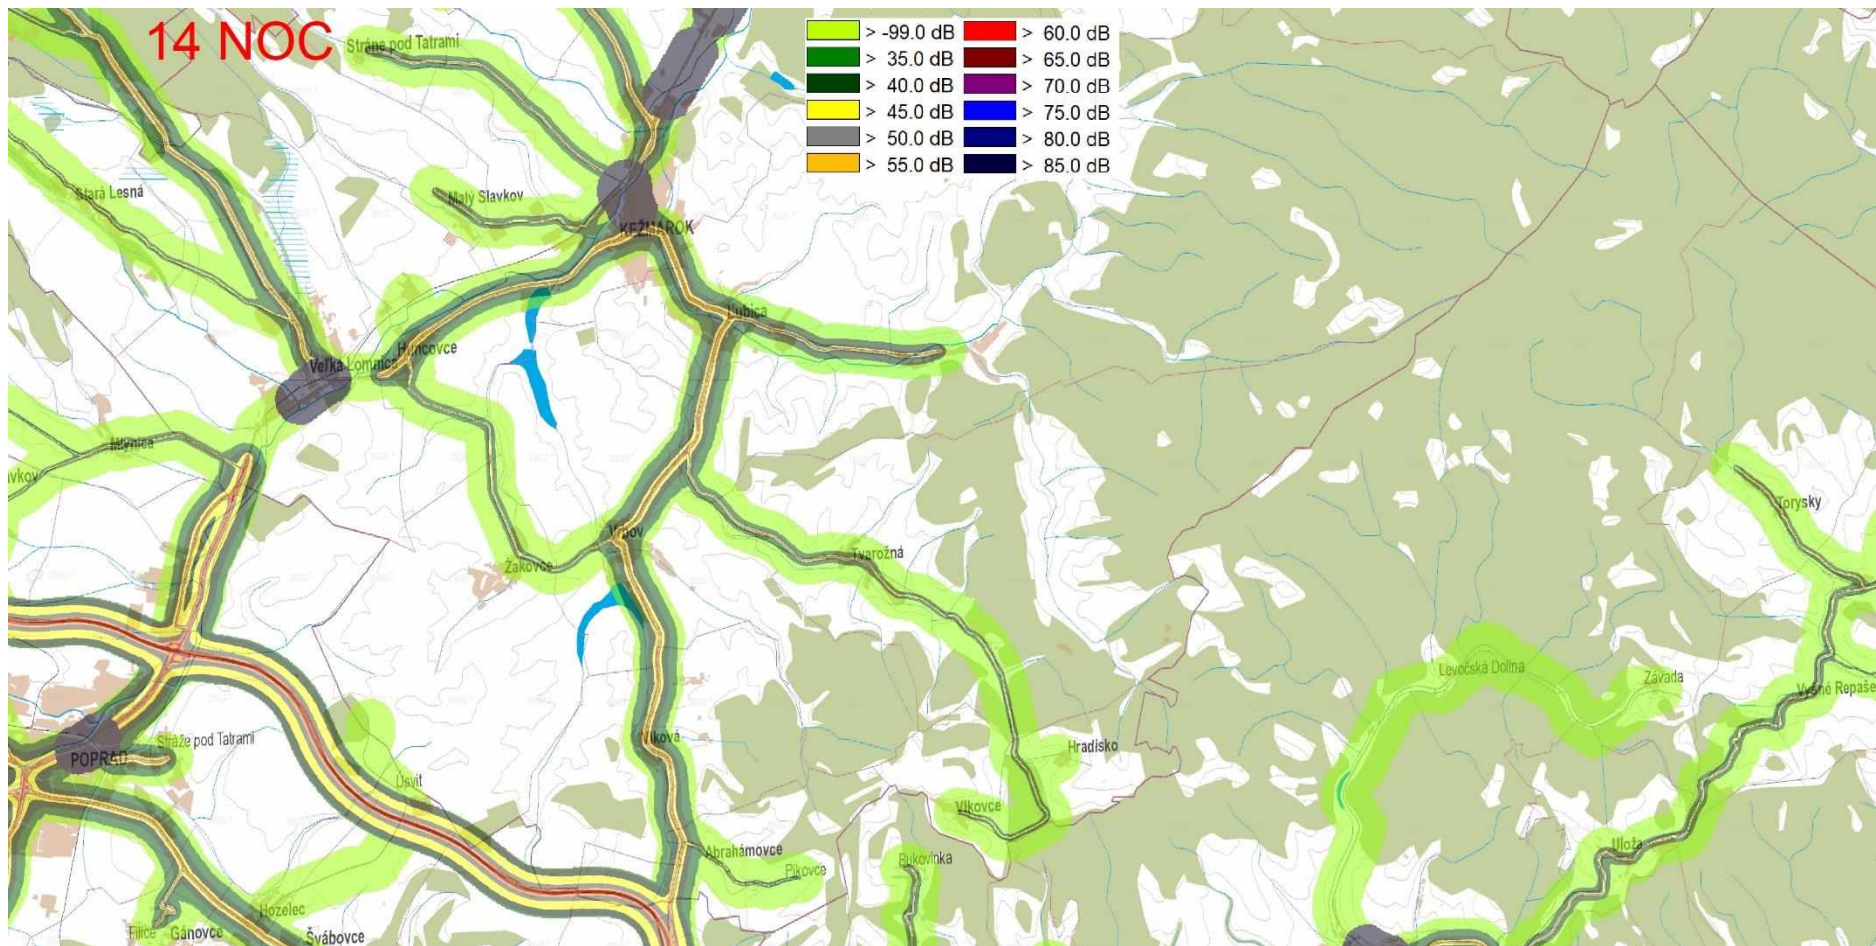 14 NOC
Stráne pod Tatrami
> -99.0 dB
> 35.0 dB
> 40.0 dB
> 45.0 dB
> 50.0 dB
> 55.0 dB
> 60.0 dB
> 65.0 dB
> 70.0 dB
> 75.0 dB
> 80.0 dB
> 85.0 dB
Stará Lesná
Malý Slavkov
KEŽMAROK
Ľubica
Huncovce
Veľká Lomnica
Mlynica
Torysky
Vrbov
Tvarožná
Žakovce
Levočská Dolina
Závada
Vyšné Repaše
Vlková
Hradisko
Stráže pod Tatrami
POPRAD
Úsvit
Vlkovce
Uloža
Abrahámovce
Pikovce
Bukovinka
Hozelec
Filice
Gánovce
Švábovce